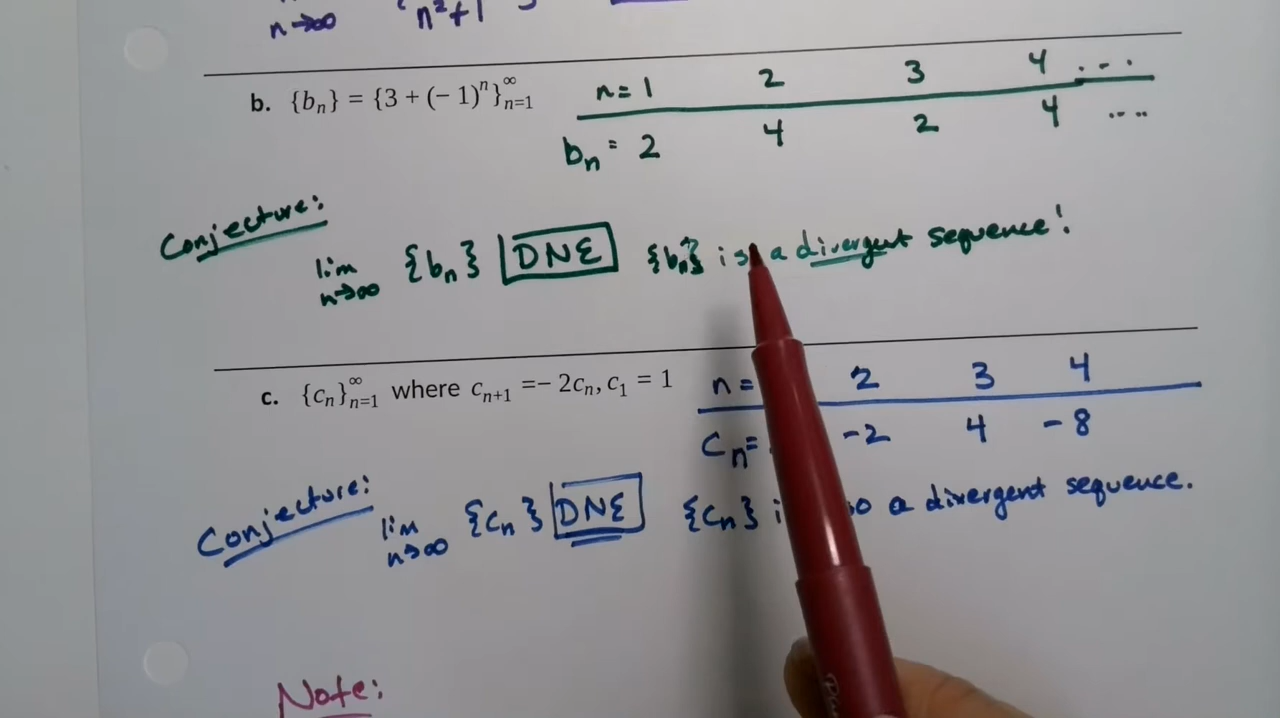 n→∞ n²+1
b. {bₙ} = {3 + (− 1)ⁿ}∞ₙ₌₁ n= 1 2 3 4 ...
bₙ = 2 4 2 4 ....
Conjecture:
lim n→∞ {bₙ} DNE {bₙ} is a divergent sequence!
c. {cₙ}∞ₙ₌₁ where cₙ₊₁ =− 2cₙ, c₁ = 1 n= 2 3 4
Cₙ= -2 4 -8
Conjecture: lim n→∞ {Cₙ} DNE {Cₙ} a divergent sequence.
Note: